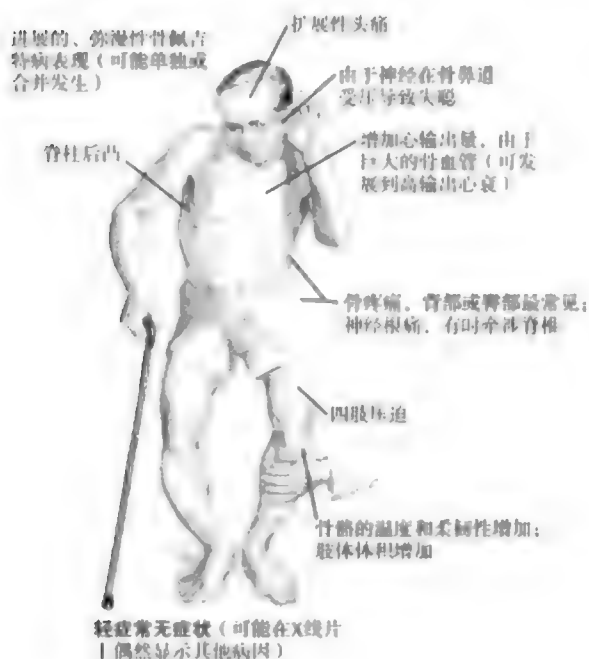 进展的、弥漫性骨佩吉
特病表现（可能单独或
合并发生）
扩展性头痛
由于神经在骨鼻道
受压导致失聪
增加心输出敏，由于
巨大的骨血管（可发
展到高输出心衰）
脊柱后凸
骨疼痛，背部或臀部最常见；
神经根痛，有时牵涉脊椎
四肢压迫
骨骼的温度和柔韧性增加；
肢体体积增加
轻症常无症状（可能在X线片
偶然显示其他病因）